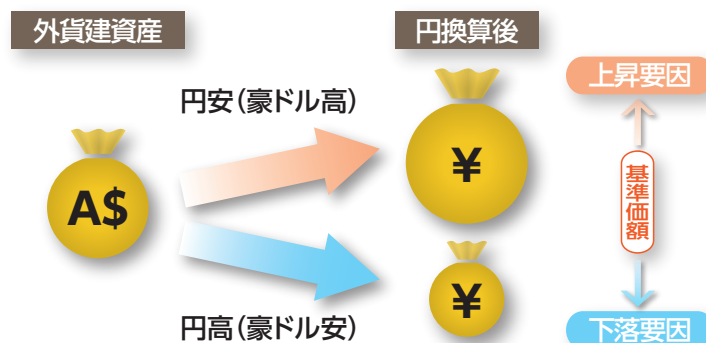 外貨建資産
円換算後
円安(豪ドル高)
上昇要因
A$
¥
基準価額
¥
円高(豪ドル安)
下落要因